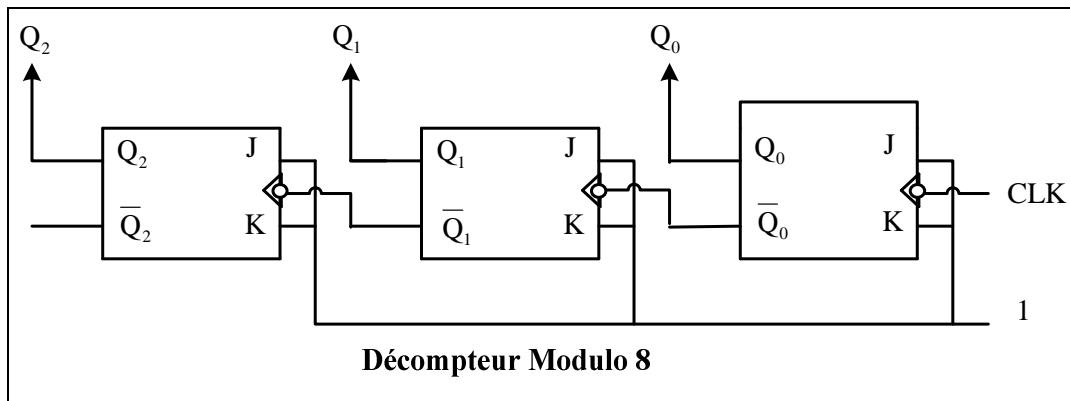 Q₂ Q₁ Q₀
Q₂ J Q₁ J Q₀ J
CLK
Q̅₂ K Q̅₁ K Q̅₀ K
1
Décompteur Modulo 8